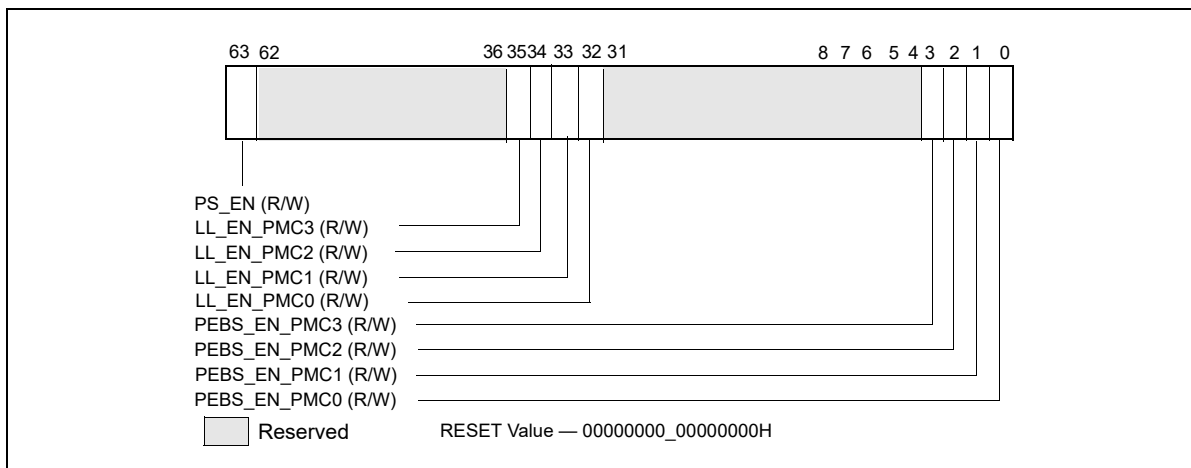 63 62 36 35 34 33 32 31 8 7 6 5 4 3 2 1 0
PS_EN (R/W)
LL_EN_PMC3 (R/W)
LL_EN_PMC2 (R/W)
LL_EN_PMC1 (R/W)
LL_EN_PMC0 (R/W)
PEBS_EN_PMC3 (R/W)
PEBS_EN_PMC2 (R/W)
PEBS_EN_PMC1 (R/W)
PEBS_EN_PMC0 (R/W)
Reserved RESET Value — 00000000_00000000H